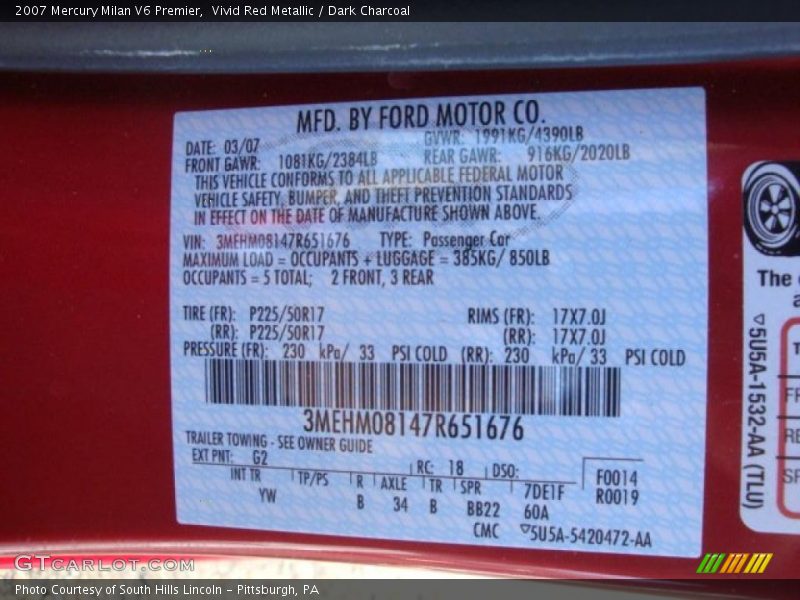 2007 Mercury Milan V6 Premier,  Vivid Red Metallic / Dark Charcoal
MFD. BY FORD MOTOR CO.
DATE: 03/07 GVWR: 1991KG/4390LB
FRONT GAWR: 1081KG/2384LB REAR GAWR: 916KG/2020LB
THIS VEHICLE CONFORMS TO ALL APPLICABLE FEDERAL MOTOR
VEHICLE SAFETY, BUMPER, AND THEFT PREVENTION STANDARDS
IN EFFECT ON THE DATE OF MANUFACTURE SHOWN ABOVE.
VIN: 3MEHM08147R651676 TYPE: Passenger Car
MAXIMUM LOAD = OCCUPANTS + LUGGAGE = 385KG/ 850LB
OCCUPANTS = 5 TOTAL; 2 FRONT, 3 REAR
TIRE (FR): P225/50R17 RIMS (FR): 17X7.0J
(RR): P225/50R17 (RR): 17X7.0J
PRESSURE (FR): 230 kPa/ 33 PSI COLD (RR): 230 kPa/ 33 PSI COLD
3MEHM08147R651676
TRAILER TOWING - SEE OWNER GUIDE
EXT PNT: G2 RC: 18 DSO: F0014
INT TR TP/PS R AXLE TR SPR 7DE1F R0019
YW B 34 B BB22 60A
CMC 5U5A-5420472-AA
The
5U5A-1532-AA (TLU)
GTCARLOT.COM
Photo Courtesy of South Hills Lincoln - Pittsburgh, PA